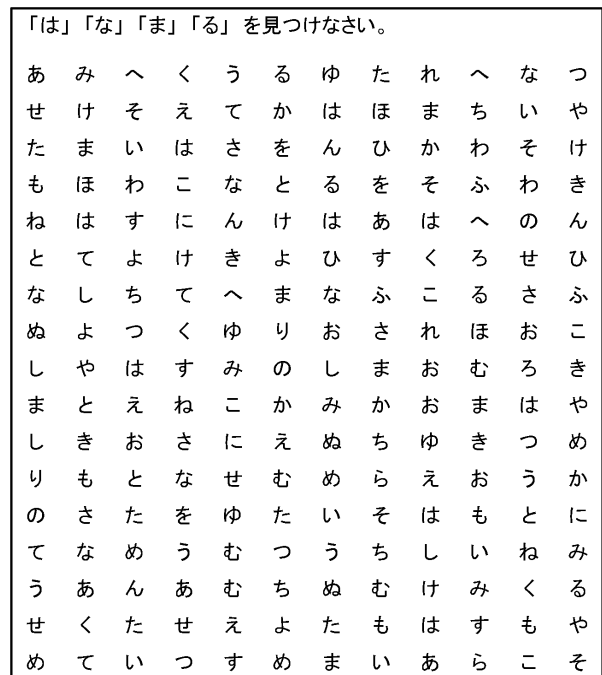 「は」「な」「ま」「る」を見つけなさい。
あ み へ く う る ゆ た れ へ な つ
せ け そ え て か は ほ ま ち い や
た ま い は さ を ん ひ か わ そ け
も ほ わ こ な と る を そ ふ わ き
ね は す に ん け は あ は へ の ん
と て よ け き よ ひ す く ろ せ ひ
な し ち て へ ま な ふ こ る さ ふ
ぬ よ つ く ゆ り お さ れ ほ お こ
し や は す み の し ま お む ろ き
ま と え ね こ か み か お ま は や
し き お さ に え ぬ ち ゆ き つ め
り も と な せ む め ら え お う か
の さ た を ゆ た い そ は も と に
て な め う む つ う ち し い ね み
う あ ん あ む ち ぬ む け み く る
せ く た せ え よ た も は す も や
め て い つ す め ま い あ ら こ そ